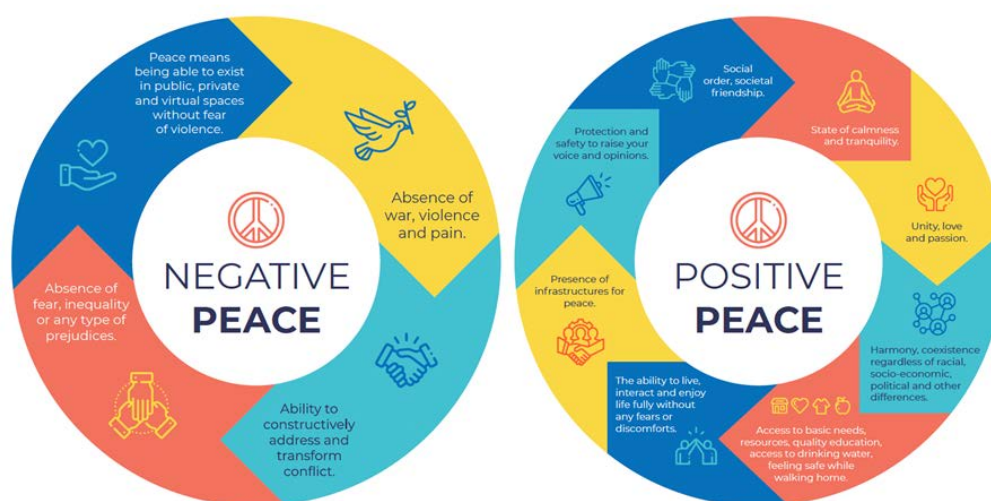 Peace means
being able to exist
in public, private
and virtual spaces
without fear
of violence.
Absence of
war, violence
and pain.
Ability to
constructively
address and
transform
conflict.
Absence of
fear, inequality
or any type of
prejudices.
NEGATIVE
PEACE
Social
order, societal
friendship.
State of calmness
and tranquility.
Unity, love
and passion.
Harmony, coexistence
regardless of racial,
socio-economic,
political and other
differences.
Access to basic needs,
resources, quality education,
access to drinking water,
feeling safe while
walking home.
The ability to live,
interact and enjoy
life fully without
any fears or
discomforts.
Presence of
infrastructures for
peace.
Protection and
safety to raise your
voice and opinions.
POSITIVE
PEACE